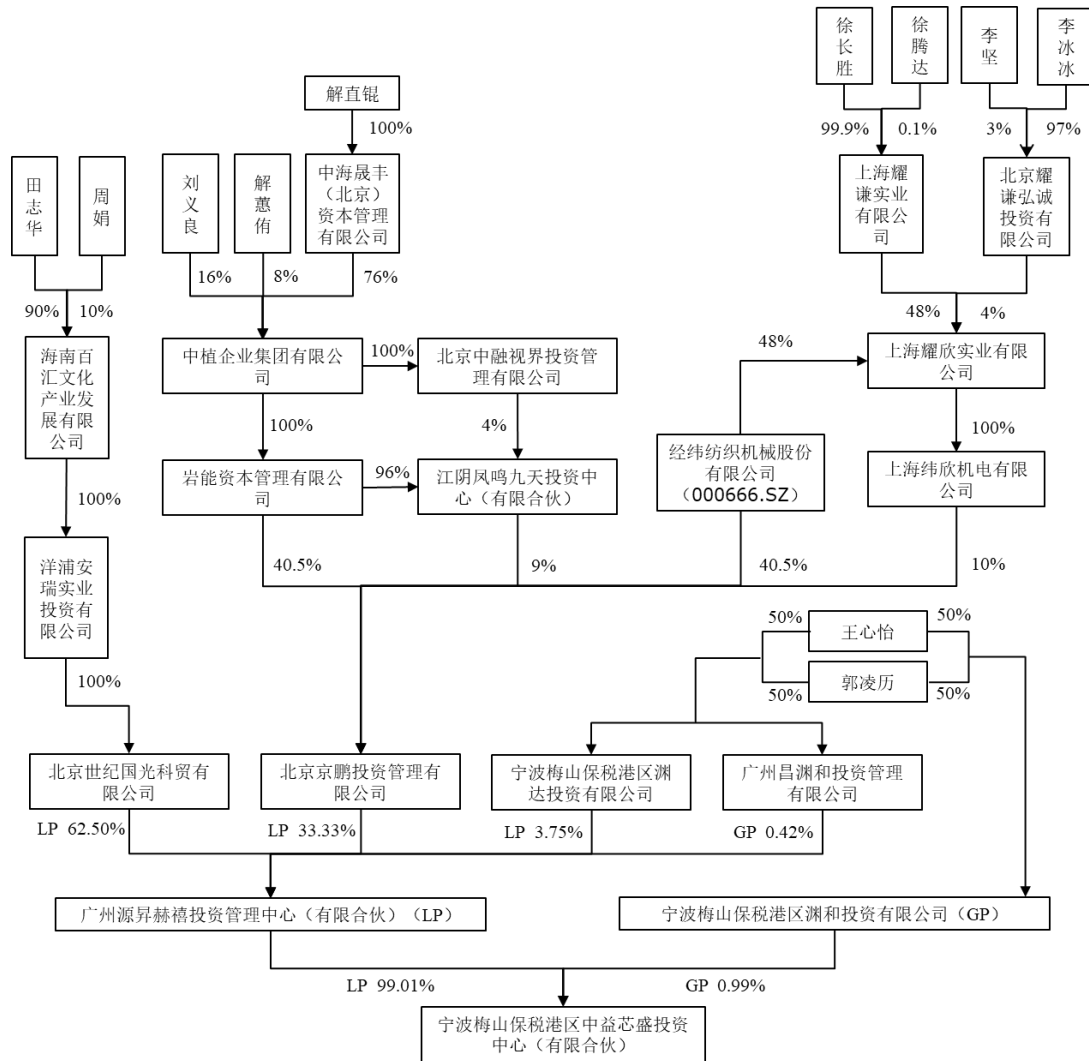 徐长胜
徐腾达
李坚
李冰冰
解直锟
100%
99.9%
0.1%
3%
97%
田志华
周娟
刘义良
解蕙侑
中海晟丰
（北京）
资本管理
有限公司
上海耀
谦实业
有限公
司
北京耀
谦弘诚
投资有
限公司
16%
8%
76%
90%
10%
48%
4%
海南百
汇文化
产业发
展有限
公司
中植企业集团有限公
司
100%
北京中融视界投资管
理有限公司
48%
上海耀欣实业有限公
司
100%
4%
100%
经纬纺织机械股份
有限公司
（000666.SZ）
岩能资本管理有限公
司
96%
江阴凤鸣九天投资中
心（有限合伙）
上海纬欣机电有限公
司
100%
洋浦安
瑞实业
投资有
限公司
40.5%
9%
40.5%
10%
50%
王心怡
50%
50%
郭凌历
50%
100%
北京世纪国光科贸有
限公司
北京京鹏投资管理有
限公司
宁波梅山保税港区渊
达投资有限公司
广州昌渊和投资管理
有限公司
LP 62.50%
LP 33.33%
LP 3.75%
GP 0.42%
广州源昇赫禧投资管理中心（有限合伙）（LP）
宁波梅山保税港区渊和投资有限公司（GP）
LP 99.01%
GP 0.99%
宁波梅山保税港区中益芯盛投资
中心（有限合伙）